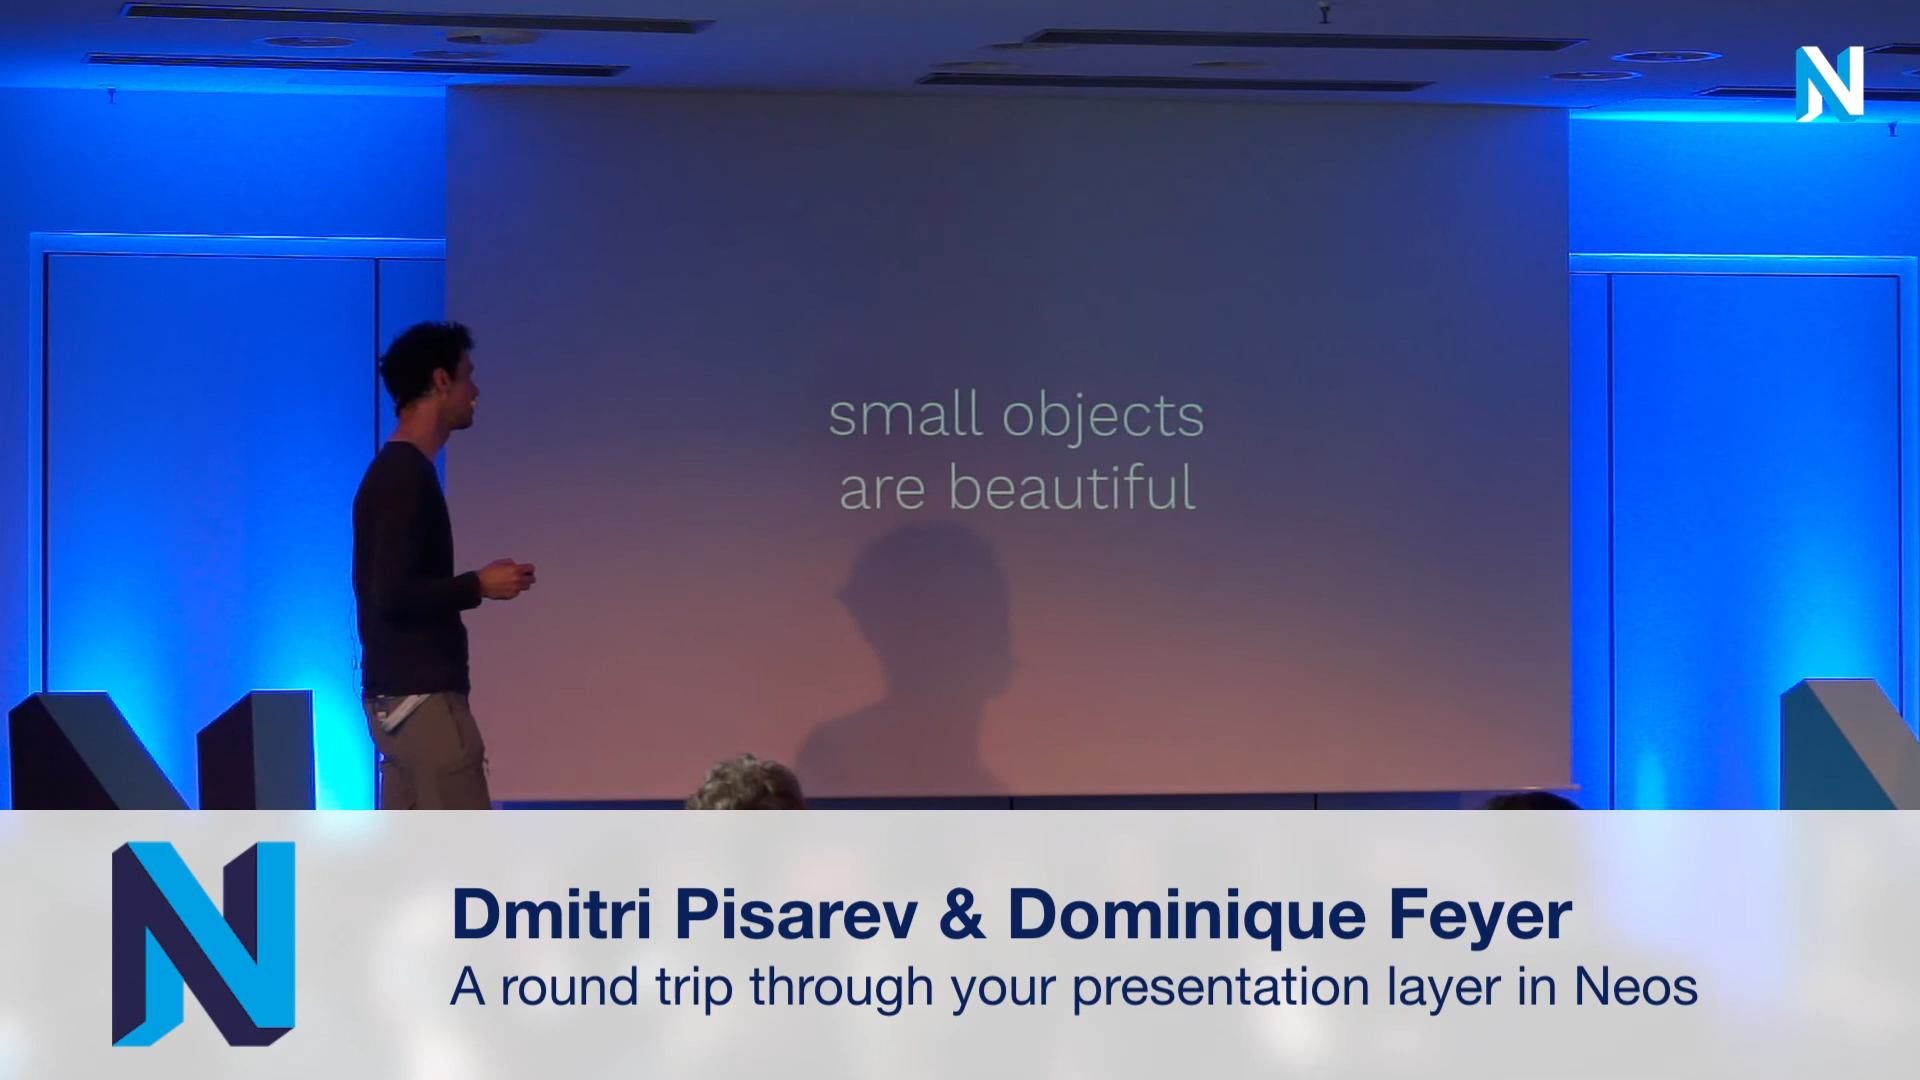 small objects
are beautiful
Dmitri Pisarev & Dominique Feyer
A round trip through your presentation layer in Neos